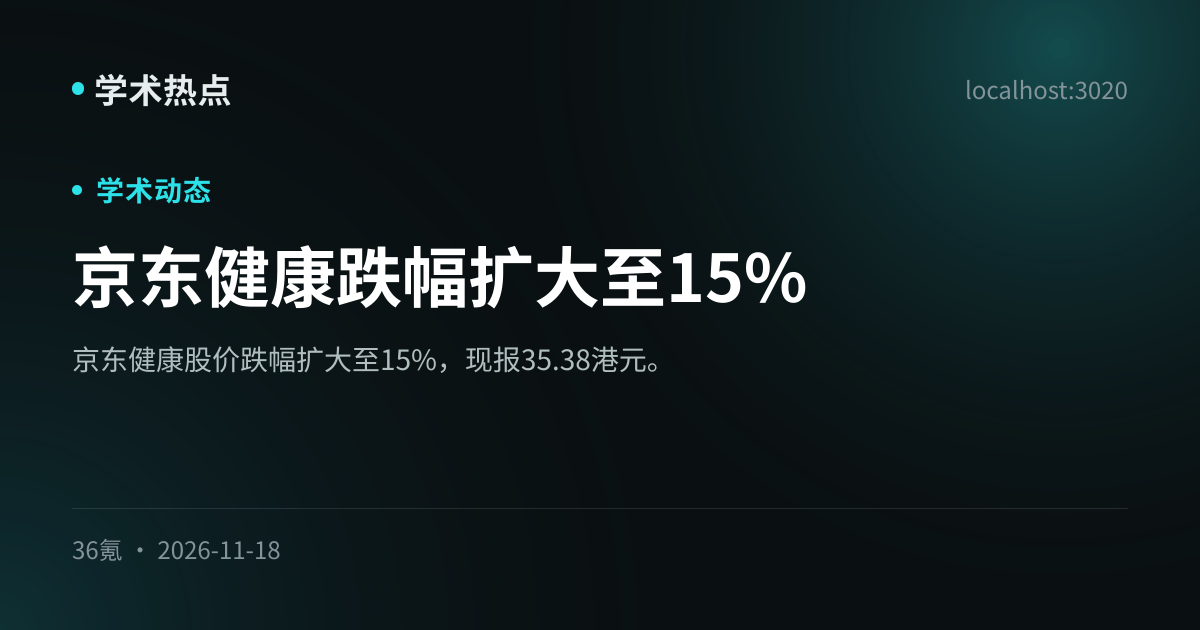 学术热点
localhost:3020
学术动态
京东健康跌幅扩大至15%
京东健康股价跌幅扩大至15%，现报35.38港元。
36氪 · 2026-11-18